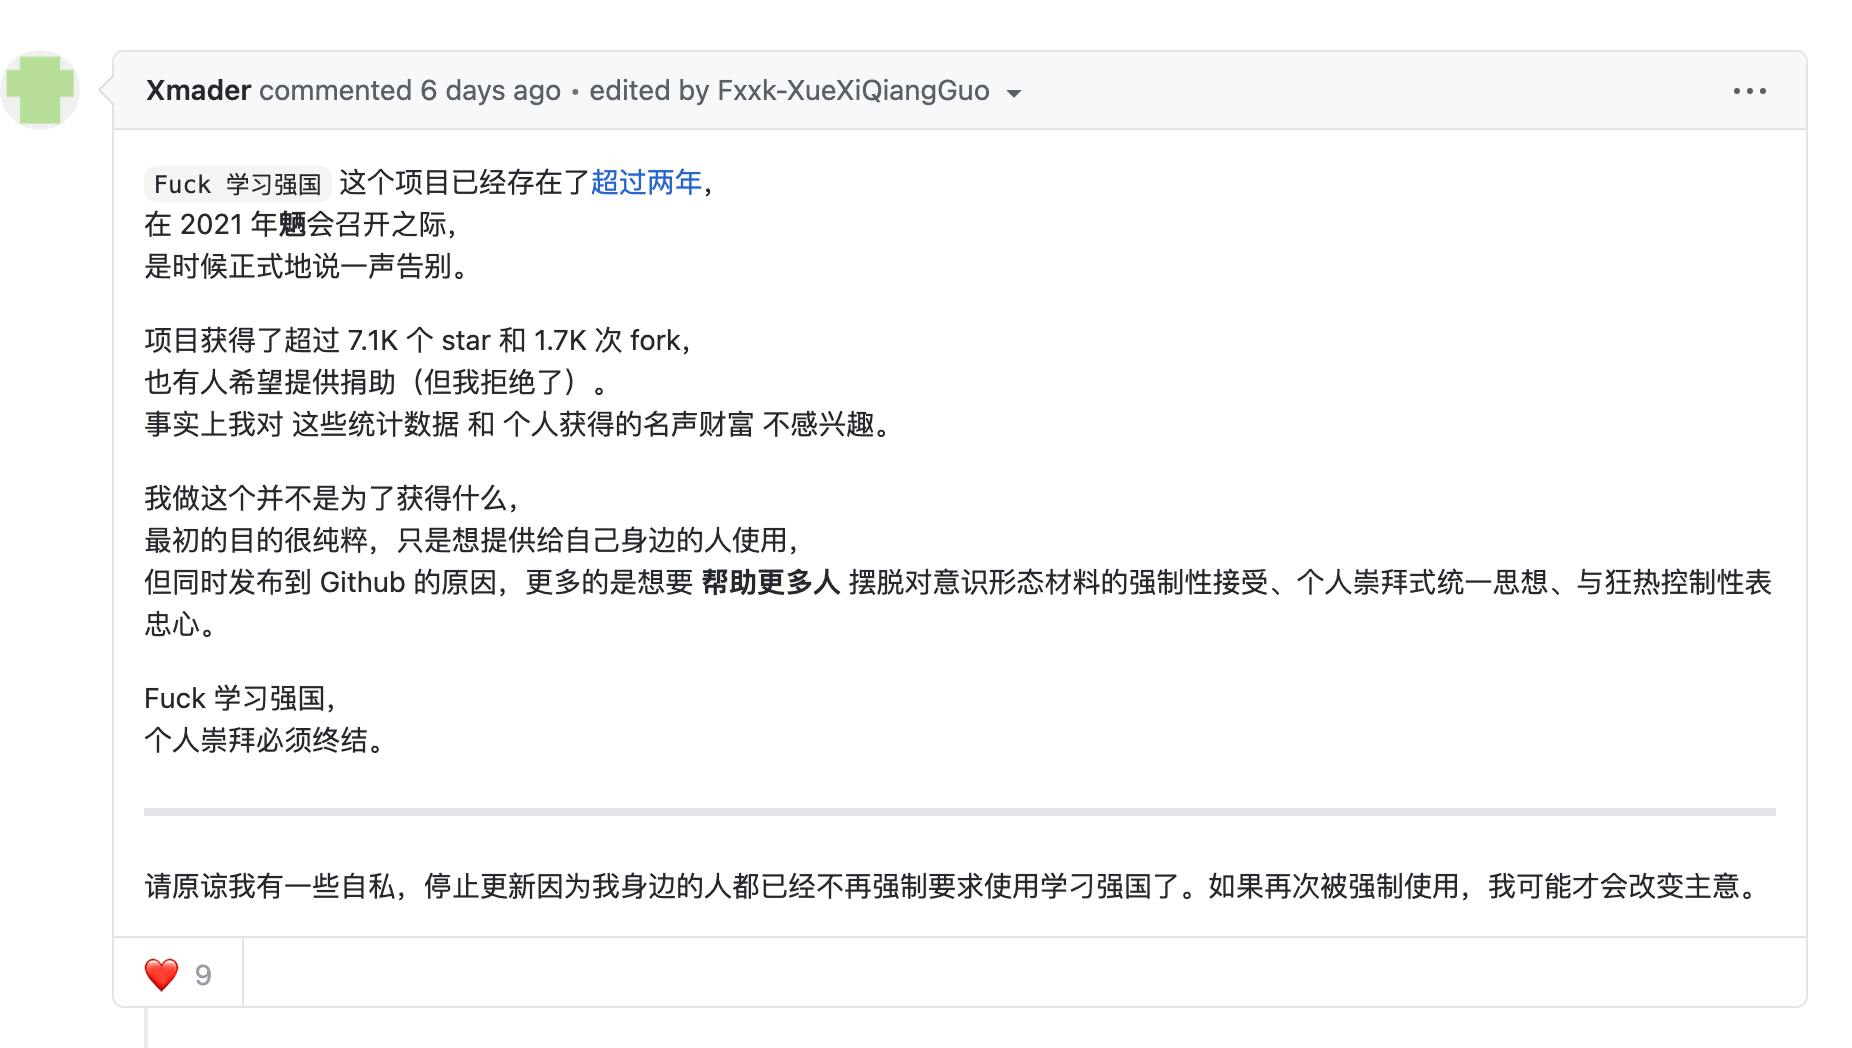 Xmader commented 6 days ago • edited by Fxxk-XueXiQiangGuo
Fuck 学习强国 这个项目已经存在了超过两年，
在 2021 年魉会召开之际，
是时候正式地说一声告别。
项目获得了超过 7.1K 个 star 和 1.7K 次 fork，
也有人希望提供捐助（但我拒绝了）。
事实上我对 这些统计数据 和 个人获得的名声财富 不感兴趣。
我做这个并不是为了获得什么，
最初的目的很纯粹，只是想提供给自己身边的人使用，
但同时发布到 Github 的原因，更多的是想要 帮助更多人 摆脱对意识形态材料的强制性接受、个人崇拜式统一思想、与狂热控制性表
忠心。
Fuck 学习强国，
个人崇拜必须终结。
请原谅我有一些自私，停止更新因为我身边的人都已经不再强制要求使用学刁强国了。如果再次被强制使用，我可能才会改变主意。
9